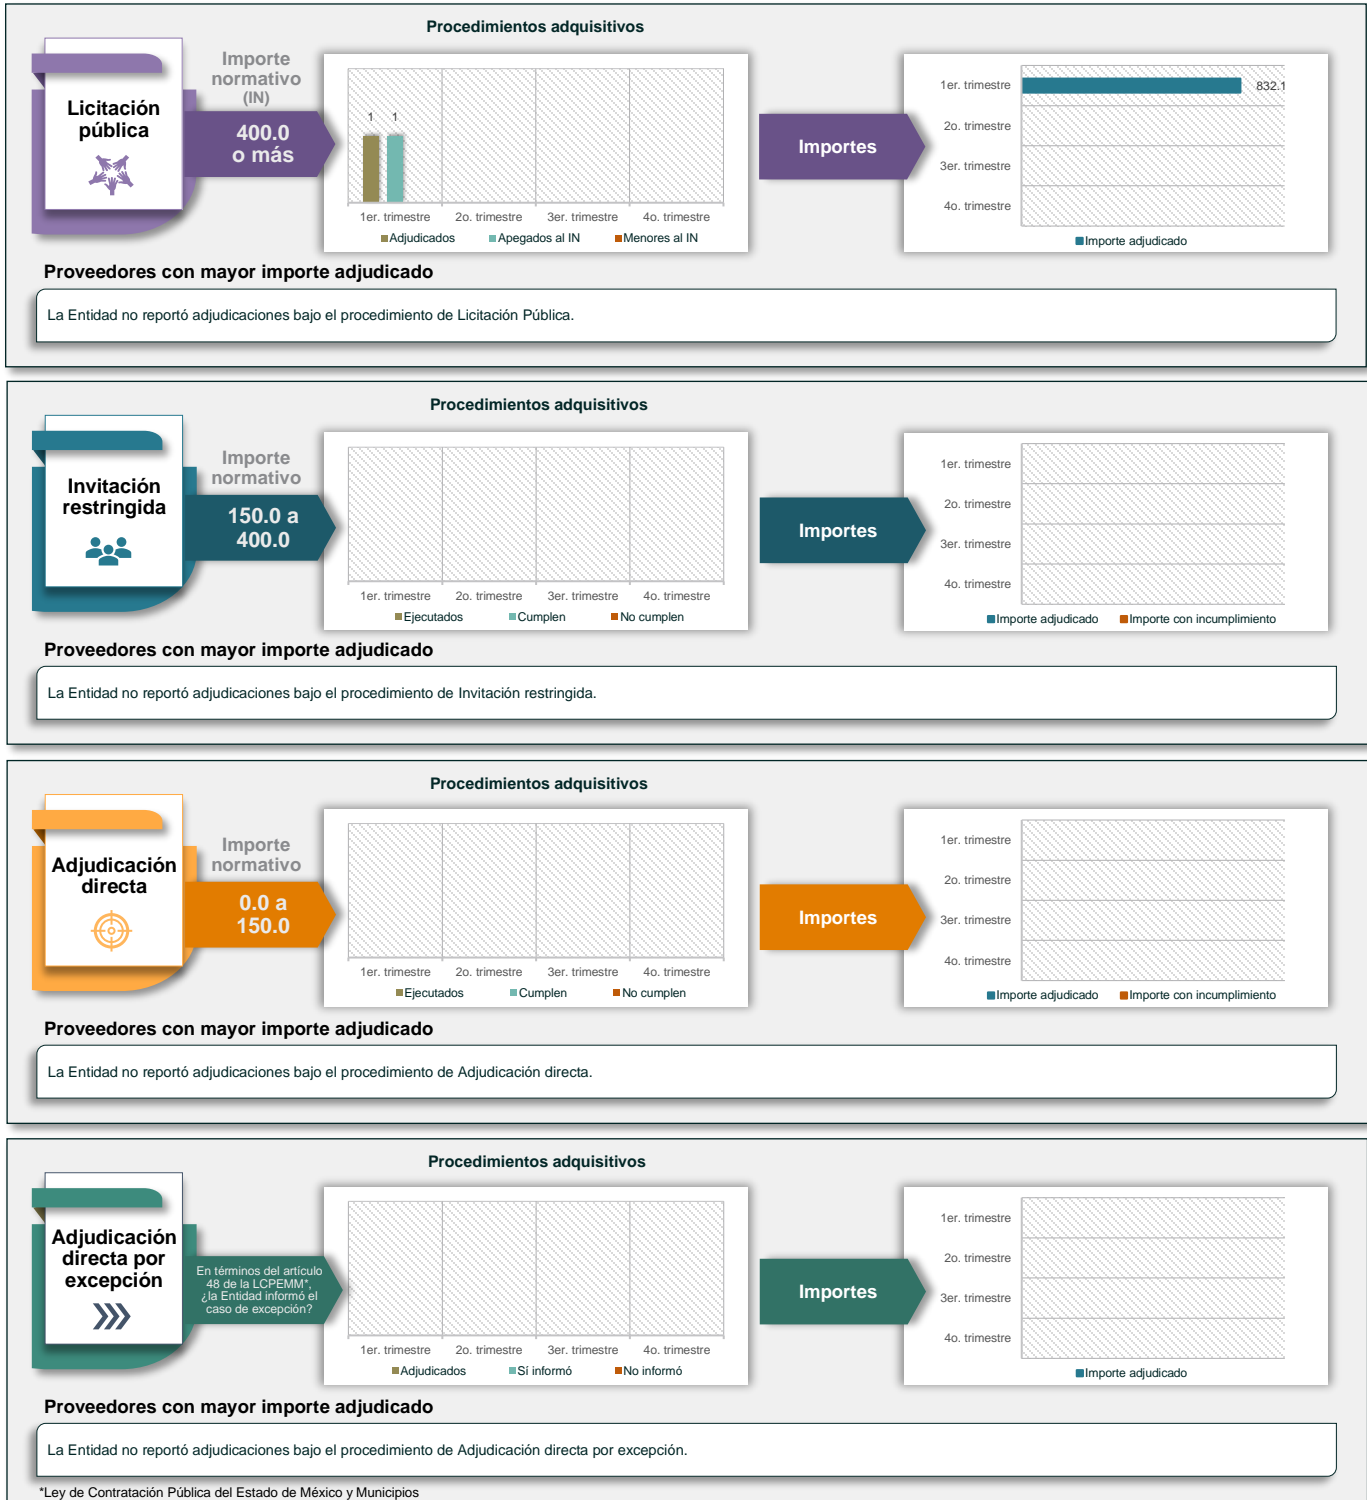 Procedimientos adquisitivos
Licitación
pública
Importe
normativo
(IN)
400.0
o más
1 1
1er. trimestre 2o. trimestre 3er. trimestre 4o. trimestre
Adjudicados Apegados al IN Menores al IN
Importes
1er. trimestre 832.1
2o. trimestre
3er. trimestre
4o. trimestre
Importe adjudicado
Proveedores con mayor importe adjudicado
La Entidad no reportó adjudicaciones bajo el procedimiento de Licitación Pública.
Procedimientos adquisitivos
Invitación
restringida
Importe
normativo
150.0 a
400.0
1er. trimestre 2o. trimestre 3er. trimestre 4o. trimestre
Ejecutados Cumplen No cumplen
Importes
1er. trimestre
2o. trimestre
3er. trimestre
4o. trimestre
Importe adjudicado Importe con incumplimiento
Proveedores con mayor importe adjudicado
La Entidad no reportó adjudicaciones bajo el procedimiento de Invitación restringida.
Procedimientos adquisitivos
Adjudicación
directa
Importe
normativo
0.0 a
150.0
1er. trimestre 2o. trimestre 3er. trimestre 4o. trimestre
Ejecutados Cumplen No cumplen
Importes
1er. trimestre
2o. trimestre
3er. trimestre
4o. trimestre
Importe adjudicado Importe con incumplimiento
Proveedores con mayor importe adjudicado
La Entidad no reportó adjudicaciones bajo el procedimiento de Adjudicación directa.
Procedimientos adquisitivos
Adjudicación
directa por
excepción
En términos del artículo
48 de la LCPEMM*,
¿la Entidad informó el
caso de excepción?
1er. trimestre 2o. trimestre 3er. trimestre 4o. trimestre
Adjudicados Sí informó No informó
Importes
1er. trimestre
2o. trimestre
3er. trimestre
4o. trimestre
Importe adjudicado
Proveedores con mayor importe adjudicado
La Entidad no reportó adjudicaciones bajo el procedimiento de Adjudicación directa por excepción.
*Ley de Contratación Pública del Estado de México y Municipios